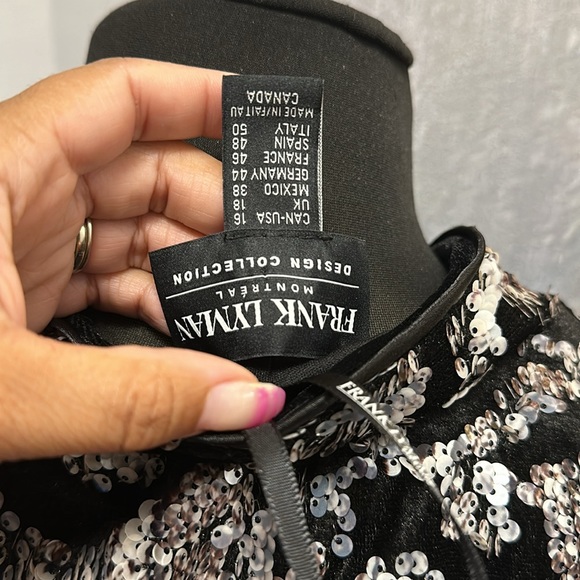 FRANK LYMAN
MONTRÉAL
DESIGN COLLECTION
CAN-USA 16
UK 18
MEXICO 38
GERMANY 44
FRANCE 46
SPAIN 48
ITALY 50
MADE IN/FAIT AU
CANADA
FRANK